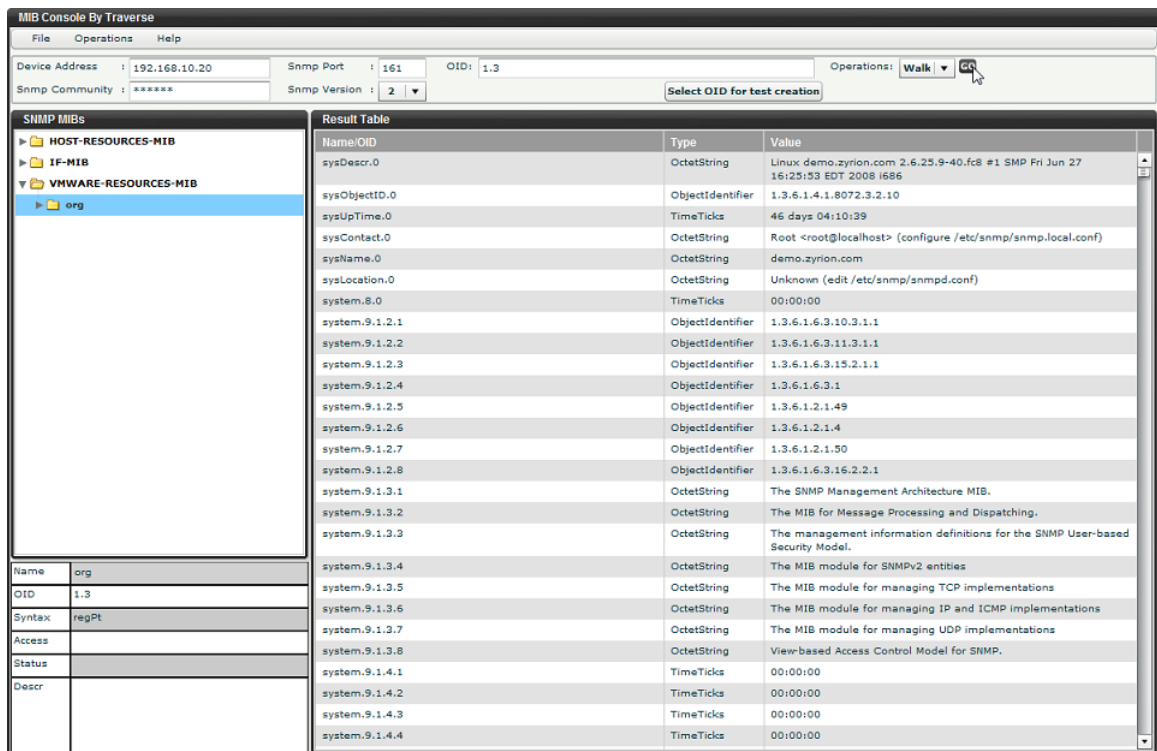 MIB Console By Traverse
File Operations Help
Device Address : 192.168.10.20 Snmp Port : 161 OID: 1.3 Operations: Walk GO
Snmp Community : ****** Snmp Version : 2 Select OID for test creation
SNMP MIBs
HOST-RESOURCES-MIB
IF-MIB
VMWARE-RESOURCES-MIB
org
Name org
OID 1.3
Syntax regPt
Access
Status
Descr
Result Table
Name/OID Type Value
sysDescr.0 OctetString Linux demo.zyrion.com 2.6.25.9-40.fc8 #1 SMP Fri Jun 27
16:25:53 EDT 2008 i686
sysObjectID.0 ObjectIdentifier 1.3.6.1.4.1.8072.3.2.10
sysUpTime.0 TimeTicks 46 days 04:10:39
sysContact.0 OctetString Root <root@localhost> (configure /etc/snmp/snmp.local.conf)
sysName.0 OctetString demo.zyrion.com
sysLocation.0 OctetString Unknown (edit /etc/snmp/snmpd.conf)
system.8.0 TimeTicks 00:00:00
system.9.1.2.1 ObjectIdentifier 1.3.6.1.6.3.10.3.1.1
system.9.1.2.2 ObjectIdentifier 1.3.6.1.6.3.11.3.1.1
system.9.1.2.3 ObjectIdentifier 1.3.6.1.6.3.15.2.1.1
system.9.1.2.4 ObjectIdentifier 1.3.6.1.6.3.1
system.9.1.2.5 ObjectIdentifier 1.3.6.1.2.1.49
system.9.1.2.6 ObjectIdentifier 1.3.6.1.2.1.4
system.9.1.2.7 ObjectIdentifier 1.3.6.1.2.1.50
system.9.1.2.8 ObjectIdentifier 1.3.6.1.6.3.16.2.2.1
system.9.1.3.1 OctetString The SNMP Management Architecture MIB.
system.9.1.3.2 OctetString The MIB for Message Processing and Dispatching.
system.9.1.3.3 OctetString The management information definitions for the SNMP User-based
Security Model.
system.9.1.3.4 OctetString The MIB module for SNMPv2 entities
system.9.1.3.5 OctetString The MIB module for managing TCP implementations
system.9.1.3.6 OctetString The MIB module for managing IP and ICMP implementations
system.9.1.3.7 OctetString The MIB module for managing UDP implementations
system.9.1.3.8 OctetString View-based Access Control Model for SNMP.
system.9.1.4.1 TimeTicks 00:00:00
system.9.1.4.2 TimeTicks 00:00:00
system.9.1.4.3 TimeTicks 00:00:00
system.9.1.4.4 TimeTicks 00:00:00